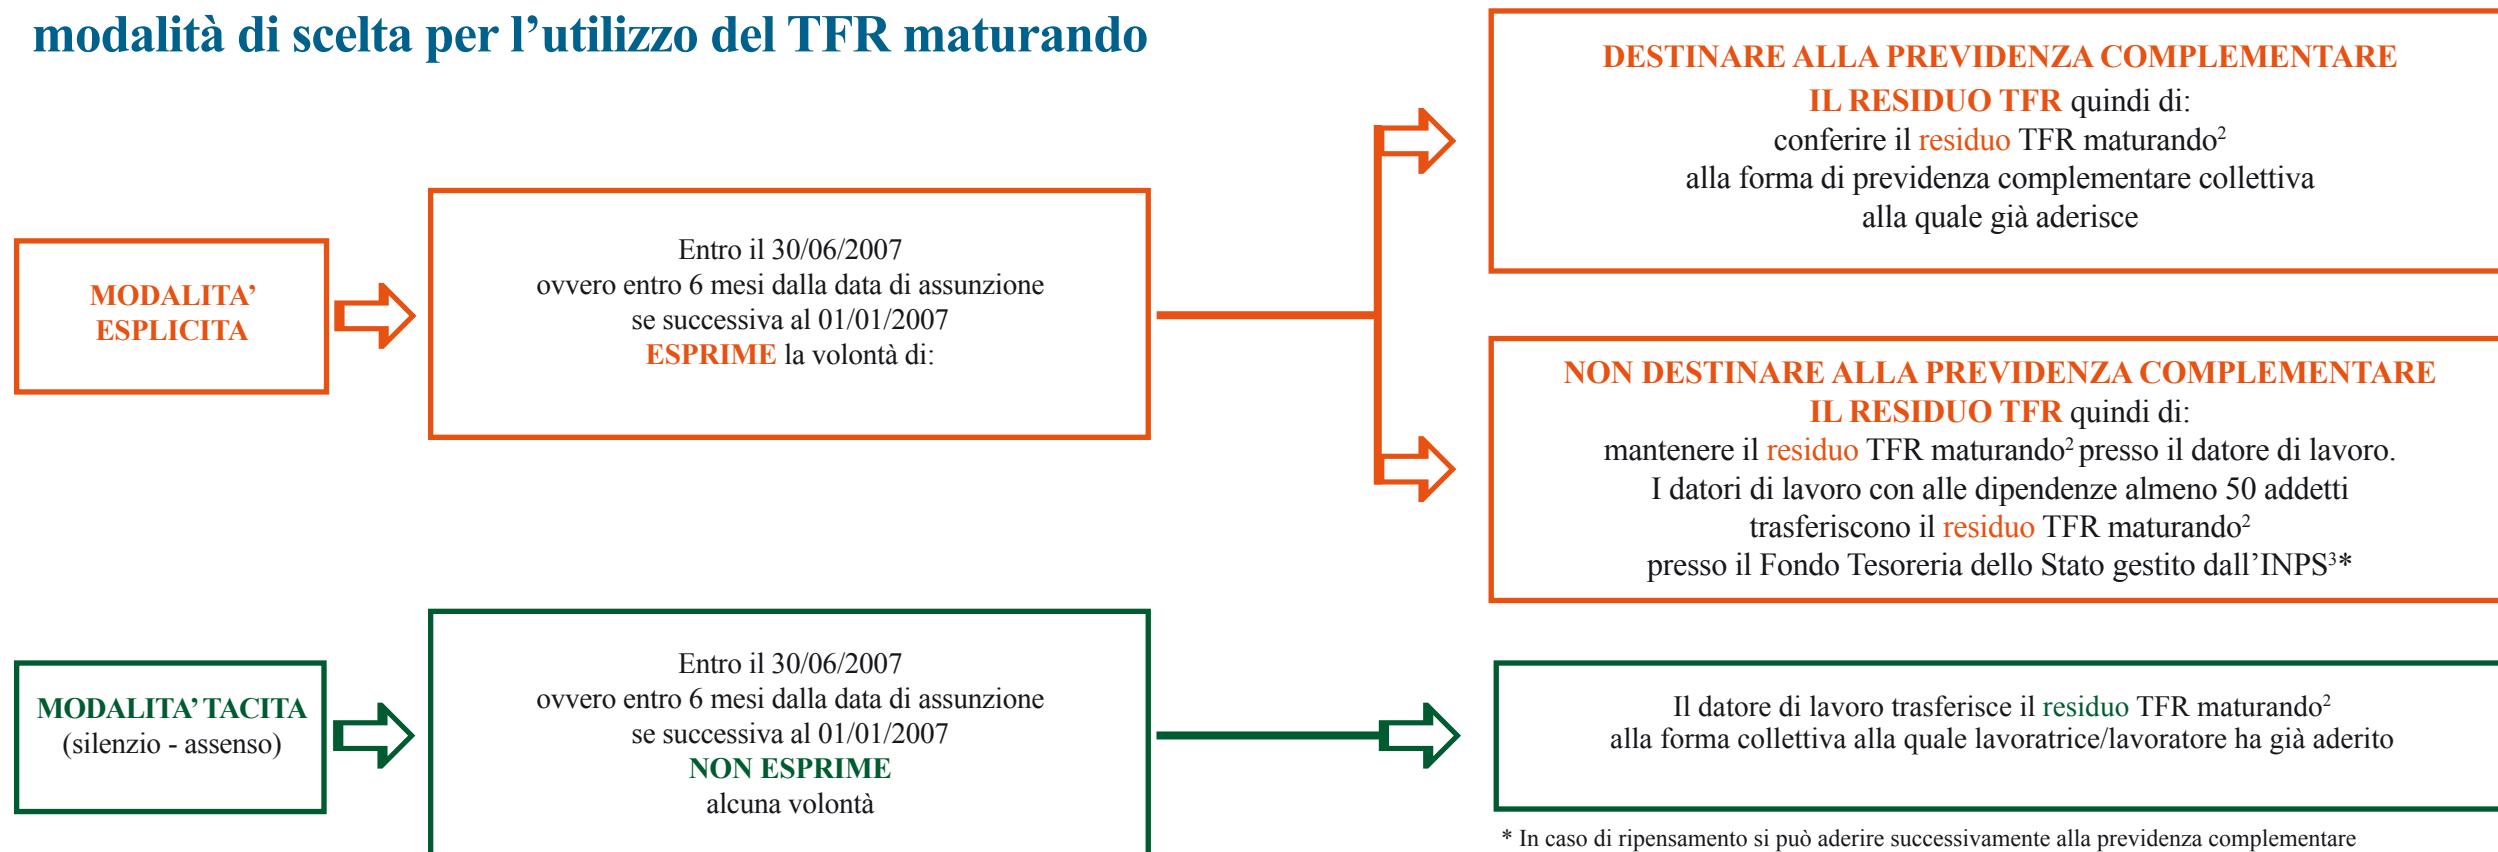 modalità di scelta per l’utilizzo del TFR maturando
MODALITA’
ESPLICITA
Entro il 30/06/2007
ovvero entro 6 mesi dalla data di assunzione
se successiva al 01/01/2007
ESPRIME la volontà di:
DESTINARE ALLA PREVIDENZA COMPLEMENTARE
IL RESIDUO TFR quindi di:
conferire il residuo TFR maturando²
alla forma di previdenza complementare collettiva
alla quale già aderisce
NON DESTINARE ALLA PREVIDENZA COMPLEMENTARE
IL RESIDUO TFR quindi di:
mantenere il residuo TFR maturando² presso il datore di lavoro.
I datori di lavoro con alle dipendenze almeno 50 addetti
trasferiscono il residuo TFR maturando²
presso il Fondo Tesoreria dello Stato gestito dall’INPS³*
MODALITA’ TACITA
(silenzio - assenso)
Entro il 30/06/2007
ovvero entro 6 mesi dalla data di assunzione
se successiva al 01/01/2007
NON ESPRIME
alcuna volontà
Il datore di lavoro trasferisce il residuo TFR maturando²
alla forma collettiva alla quale lavoratrice/lavoratore ha già aderito
* In caso di ripensamento si può aderire successivamente alla previdenza complementare